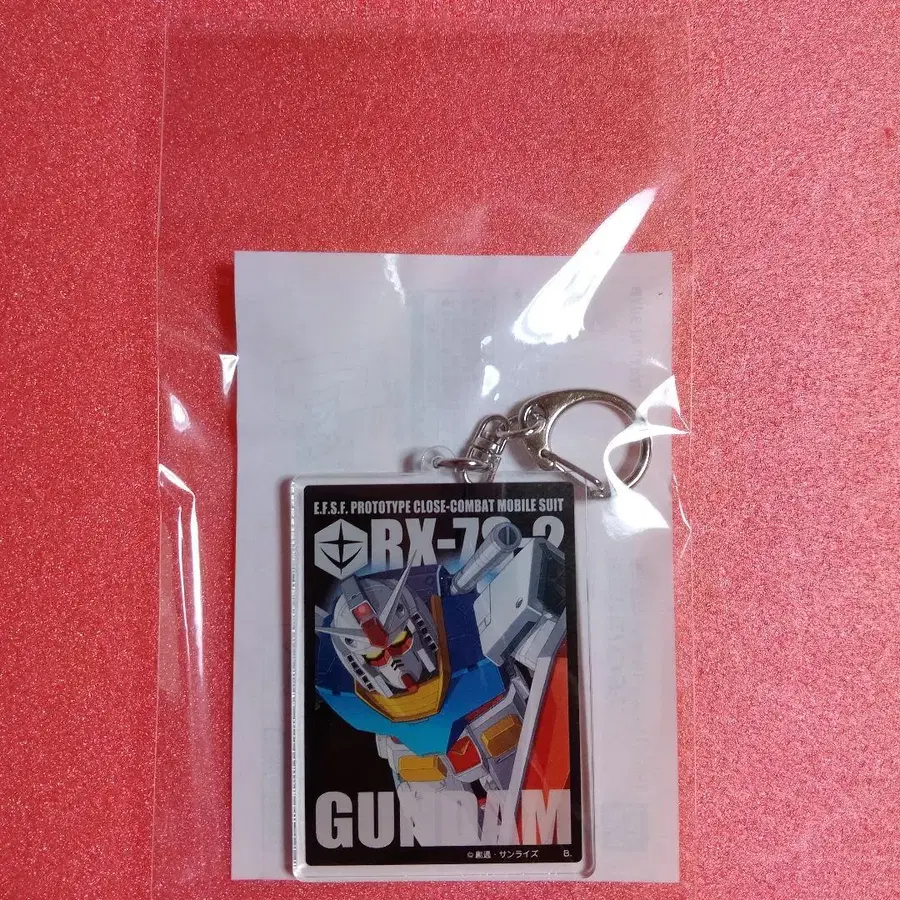 E.F.S.F. PROTOTYPE CLOSE-COMBAT MOBILE SUIT
RX-78-2
GUNDAM
©創通・サンライズ B.